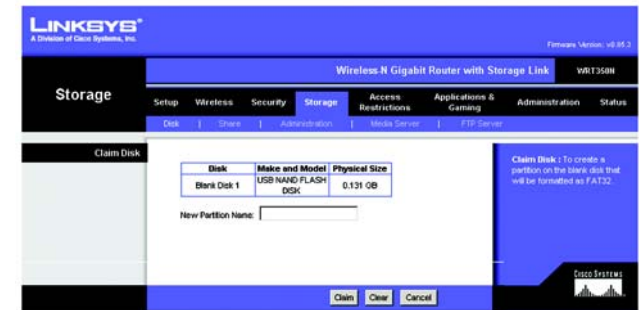 LINKSYS®
A Division of Cisco Systems, Inc.
Firmware Version: v0.05.3
Wireless-N Gigabit Router with Storage Link WRT350N
Storage
Setup Wireless Security Storage Access Restrictions Applications & Gaming Administration Status
Disk | Share | Administration | Media Server | FTP Server
Claim Disk
Disk Make and Model Physical Size
Blank Disk 1 USB NAND FLASH DISK 0.131 GB
New Partition Name:
Claim Disk : To create a
partition on the blank disk that
will be formatted as FAT32.
Claim Clear Cancel
CISCO SYSTEMS